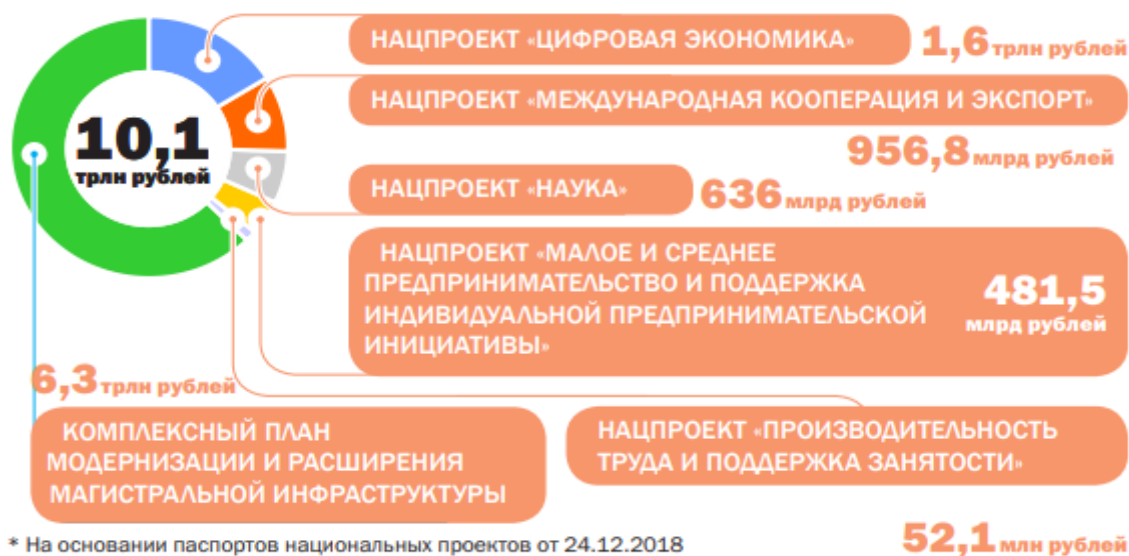 НАЦПРОЕКТ «ЦИФРОВАЯ ЭКОНОМИКА»
1,6 трлн рублей
НАЦПРОЕКТ «МЕЖДУНАРОДНАЯ КООПЕРАЦИЯ И ЭКСПОРТ»
956,8 млрд рублей
10,1
трлн рублей
НАЦПРОЕКТ «НАУКА»
636 млрд рублей
НАЦПРОЕКТ «МАЛОЕ И СРЕДНЕЕ
ПРЕДПРИНИМАТЕЛЬСТВО И ПОДДЕРЖКА
ИНДИВИДУАЛЬНОЙ ПРЕДПРИНИМАТЕЛЬСКОЙ
ИНИЦИАТИВЫ»
481,5
млрд рублей
6,3 трлн рублей
КОМПЛЕКСНЫЙ ПЛАН
МОДЕРНИЗАЦИИ И РАСШИРЕНИЯ
МАГИСТРАЛЬНОЙ ИНФРАСТРУКТУРЫ
НАЦПРОЕКТ «ПРОИЗВОДИТЕЛЬНОСТЬ
ТРУДА И ПОДДЕРЖКА ЗАНЯТОСТИ»
52,1 млн рублей
* На основании паспортов национальных проектов от 24.12.2018